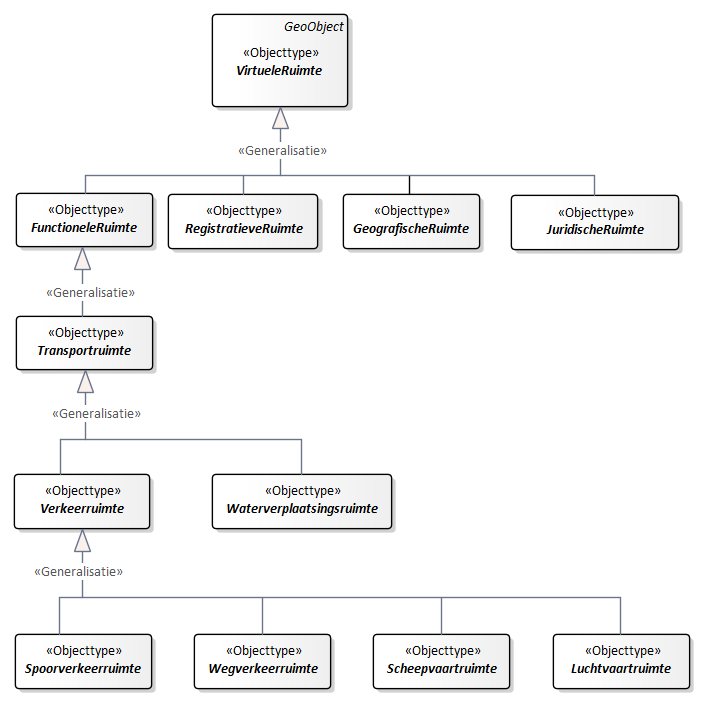 GeoObject
«Objecttype»
VirtueleRuimte
«Generalisatie»
«Objecttype»
FunctioneleRuimte
«Objecttype»
RegistratieveRuimte
«Objecttype»
GeografischeRuimte
«Objecttype»
JuridischeRuimte
«Generalisatie»
«Objecttype»
Transportruimte
«Generalisatie»
«Objecttype»
Verkeerruimte
«Objecttype»
Waterverplaatsingsruimte
«Generalisatie»
«Objecttype»
Spoorverkeerruimte
«Objecttype»
Wegverkeerruimte
«Objecttype»
Scheepvaartruimte
«Objecttype»
Luchtvaartruimte